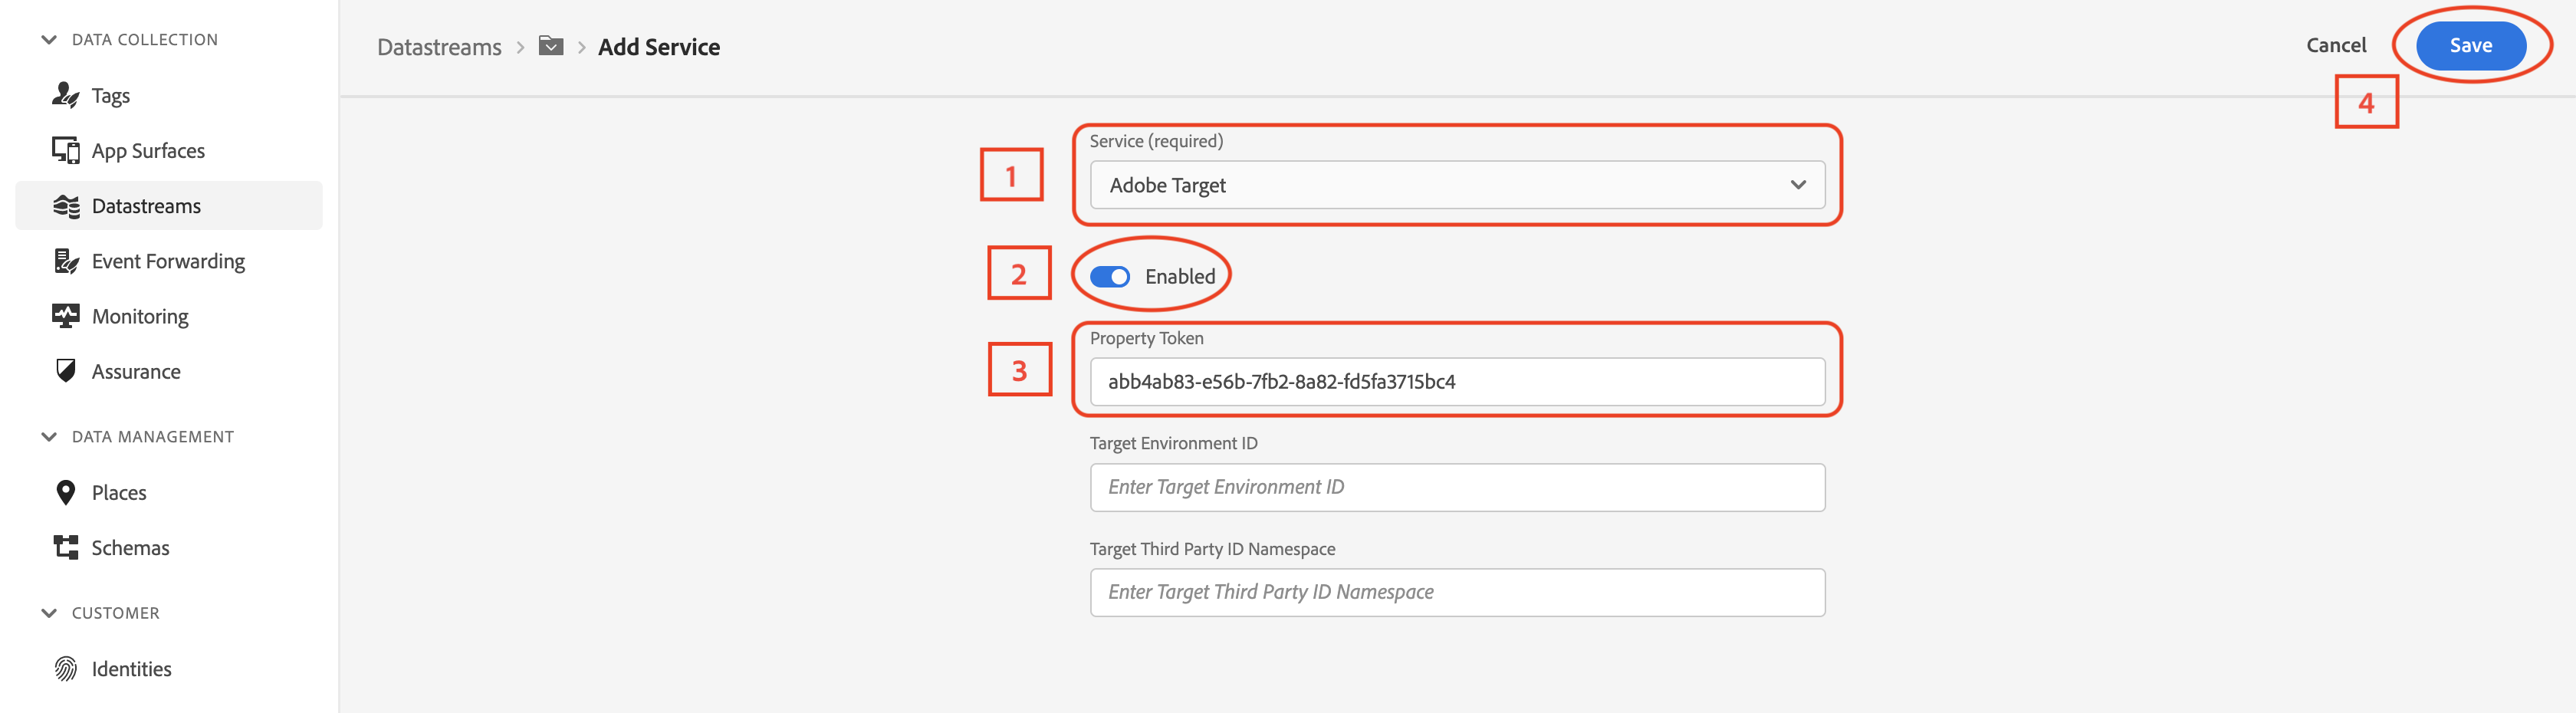 DATA COLLECTION
Tags
App Surfaces
Datastreams
Event Forwarding
Monitoring
Assurance
DATA MANAGEMENT
Places
Schemas
CUSTOMER
Identities
Datastreams > > Add Service
Cancel
Save
4
1
Service (required)
Adobe Target
2
Enabled
3
Property Token
abb4ab83-e56b-7fb2-8a82-fd5fa3715bc4
Target Environment ID
Enter Target Environment ID
Target Third Party ID Namespace
Enter Target Third Party ID Namespace